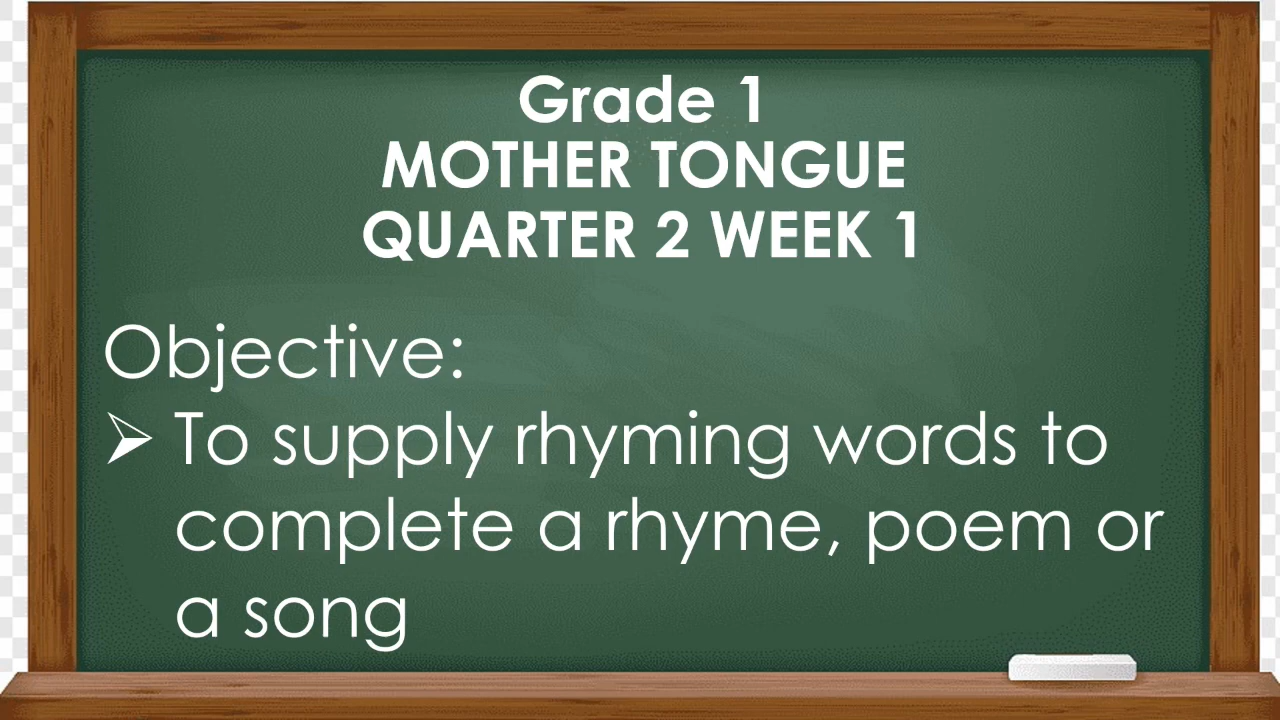 Grade 1
MOTHER TONGUE
QUARTER 2 WEEK 1
Objective:
➢ To supply rhyming words to
complete a rhyme, poem or
a song